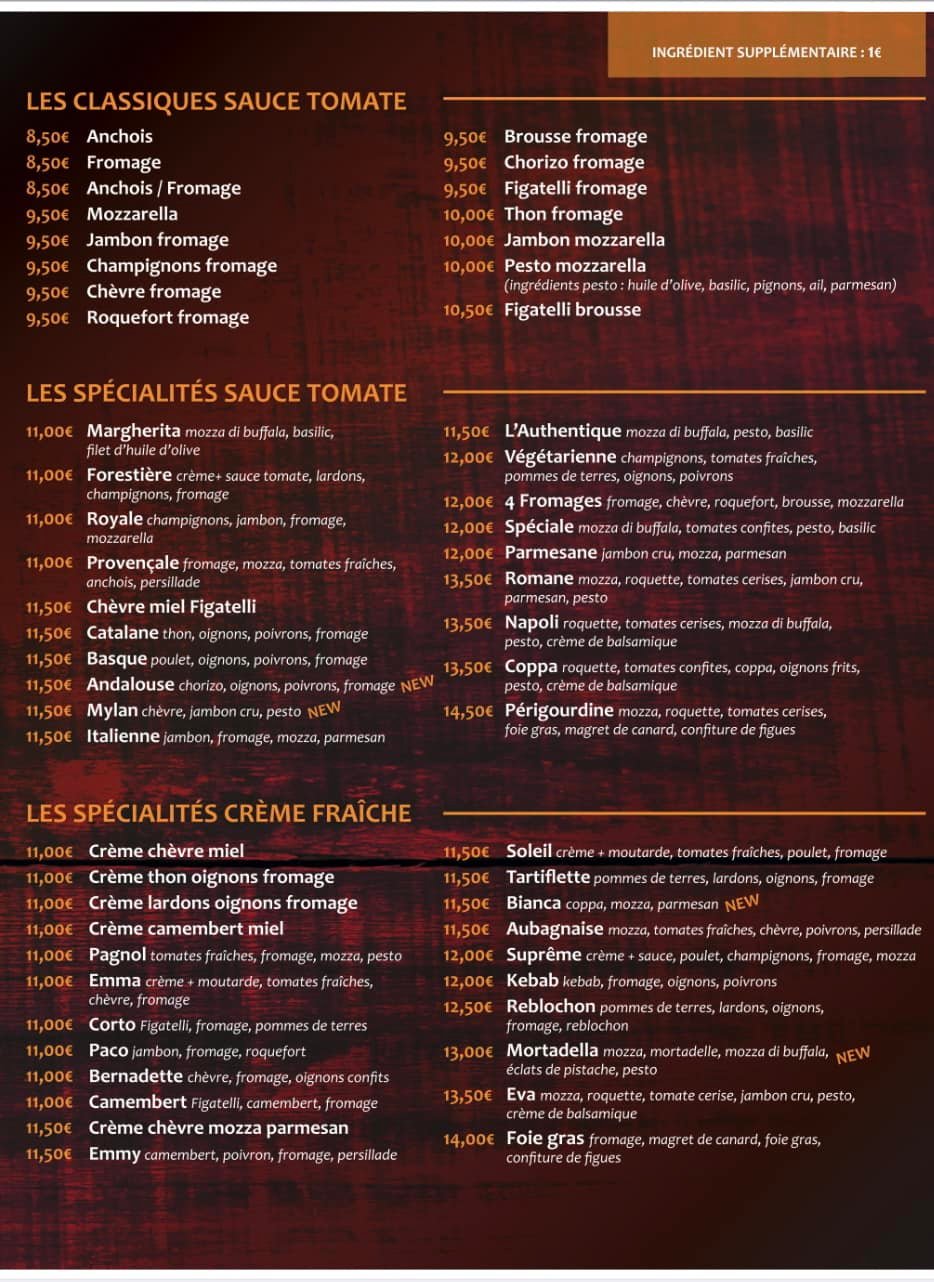 INGRÉDIENT SUPPLÉMENTAIRE : 1€
LES CLASSIQUES SAUCE TOMATE
8,50€ Anchois
8,50€ Fromage
8,50€ Anchois / Fromage
9,50€ Mozzarella
9,50€ Jambon fromage
9,50€ Champignons fromage
9,50€ Chèvre fromage
9,50€ Roquefort fromage
9,50€ Brousse fromage
9,50€ Chorizo fromage
9,50€ Figatelli fromage
10,00€ Thon fromage
10,00€ Jambon mozzarella
10,00€ Pesto mozzarella
(ingrédients pesto : huile d'olive, basilic, pignons, ail, parmesan)
10,50€ Figatelli brousse
LES SPÉCIALITÉS SAUCE TOMATE
11,00€ Margherita mozza di buffala, basilic,
filet d'huile d'olive
11,00€ Forestière crème+ sauce tomate, lardons,
champignons, fromage
11,00€ Royale champignons, jambon, fromage,
mozzarella
11,00€ Provençale fromage, mozza, tomates fraîches,
anchois, persillade
11,50€ Chèvre miel Figatelli
11,50€ Catalane thon, oignons, poivrons, fromage
11,50€ Basque poulet, oignons, poivrons, fromage
11,50€ Andalouse chorizo, oignons, poivrons, fromage NEW
11,50€ Mylan chèvre, jambon cru, pesto NEW
11,50€ Italienne jambon, fromage, mozza, parmesan
11,50€ L'Authentique mozza di buffala, pesto, basilic
12,00€ Végétarienne champignons, tomates fraîches,
pommes de terres, oignons, poivrons
12,00€ 4 Fromages fromage, chèvre, roquefort, brousse, mozzarella
12,00€ Spéciale mozza di buffala, tomates confites, pesto, basilic
12,00€ Parmesane jambon cru, mozza, parmesan
13,50€ Romane mozza, roquette, tomates cerises, jambon cru,
parmesan, pesto
13,50€ Napoli roquette, tomates cerises, mozza di buffala,
pesto, crème de balsamique
13,50€ Coppa roquette, tomates confites, coppa, oignons frits,
pesto, crème de balsamique
14,50€ Périgourdine mozza, roquette, tomates cerises,
foie gras, magret de canard, confiture de figues
LES SPÉCIALITÉS CRÈME FRAÎCHE
11,00€ Crème chèvre miel
11,00€ Crème thon oignons fromage
11,00€ Crème lardons oignons fromage
11,00€ Crème camembert miel
11,00€ Pagnol tomates fraîches, fromage, mozza, pesto
11,00€ Emma crème + moutarde, tomates fraîches,
chèvre, fromage
11,00€ Corto Figatelli, fromage, pommes de terres
11,00€ Paco jambon, fromage, roquefort
11,00€ Bernadette chèvre, fromage, oignons confits
11,00€ Camembert Figatelli, camembert, fromage
11,50€ Crème chèvre mozza parmesan
11,50€ Emmy camembert, poivron, fromage, persillade
11,50€ Soleil crème + moutarde, tomates fraîches, poulet, fromage
11,50€ Tartiflette pommes de terres, lardons, oignons, fromage
11,50€ Bianca coppa, mozza, parmesan NEW
11,50€ Aubagnaise mozza, tomates fraîches, chèvre, poivrons, persillade
12,00€ Suprême crème + sauce, poulet, champignons, fromage, mozza
12,00€ Kebab kebab, fromage, oignons, poivrons
12,50€ Reblochon pommes de terres, lardons, oignons,
fromage, reblochon
13,00€ Mortadella mozza, mortadelle, mozza di buffala, NEW
éclats de pistache, pesto
13,50€ Eva mozza, roquette, tomate cerise, jambon cru, pesto,
crème de balsamique
14,00€ Foie gras fromage, magret de canard, foie gras,
confiture de figues